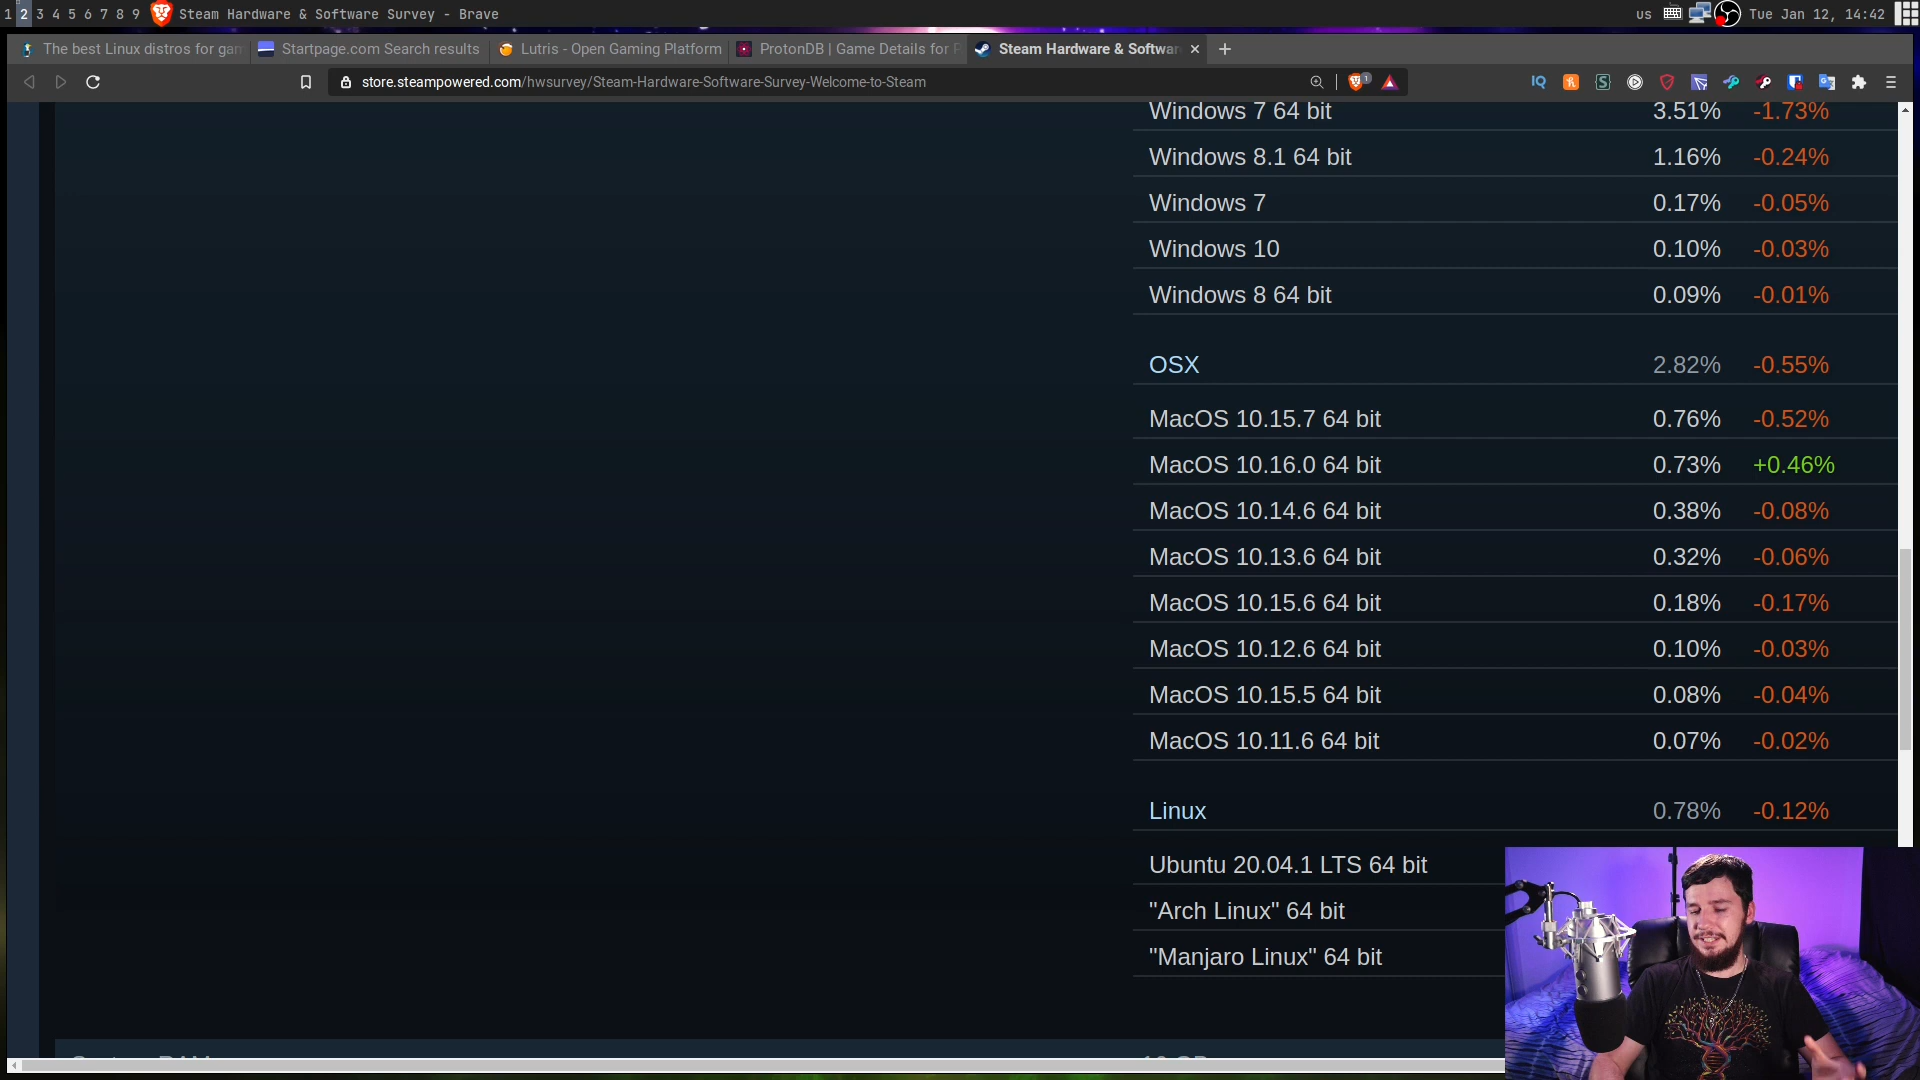 1 2 3 4 5 6 7 8 9 Steam Hardware & Software Survey - Brave us Tue Jan 12, 14:42
The best Linux distros for gam Startpage.com Search results Lutris - Open Gaming Platform ProtonDB | Game Details for P Steam Hardware & Softwar
store.steampowered.com/hwsurvey/Steam-Hardware-Software-Survey-Welcome-to-Steam 1 IQ
Windows 7 64 bit 3.51% -1.73%
Windows 8.1 64 bit 1.16% -0.24%
Windows 7 0.17% -0.05%
Windows 10 0.10% -0.03%
Windows 8 64 bit 0.09% -0.01%
OSX 2.82% -0.55%
MacOS 10.15.7 64 bit 0.76% -0.52%
MacOS 10.16.0 64 bit 0.73% +0.46%
MacOS 10.14.6 64 bit 0.38% -0.08%
MacOS 10.13.6 64 bit 0.32% -0.06%
MacOS 10.15.6 64 bit 0.18% -0.17%
MacOS 10.12.6 64 bit 0.10% -0.03%
MacOS 10.15.5 64 bit 0.08% -0.04%
MacOS 10.11.6 64 bit 0.07% -0.02%
Linux 0.78% -0.12%
Ubuntu 20.04.1 LTS 64 bit
"Arch Linux" 64 bit
"Manjaro Linux" 64 bit